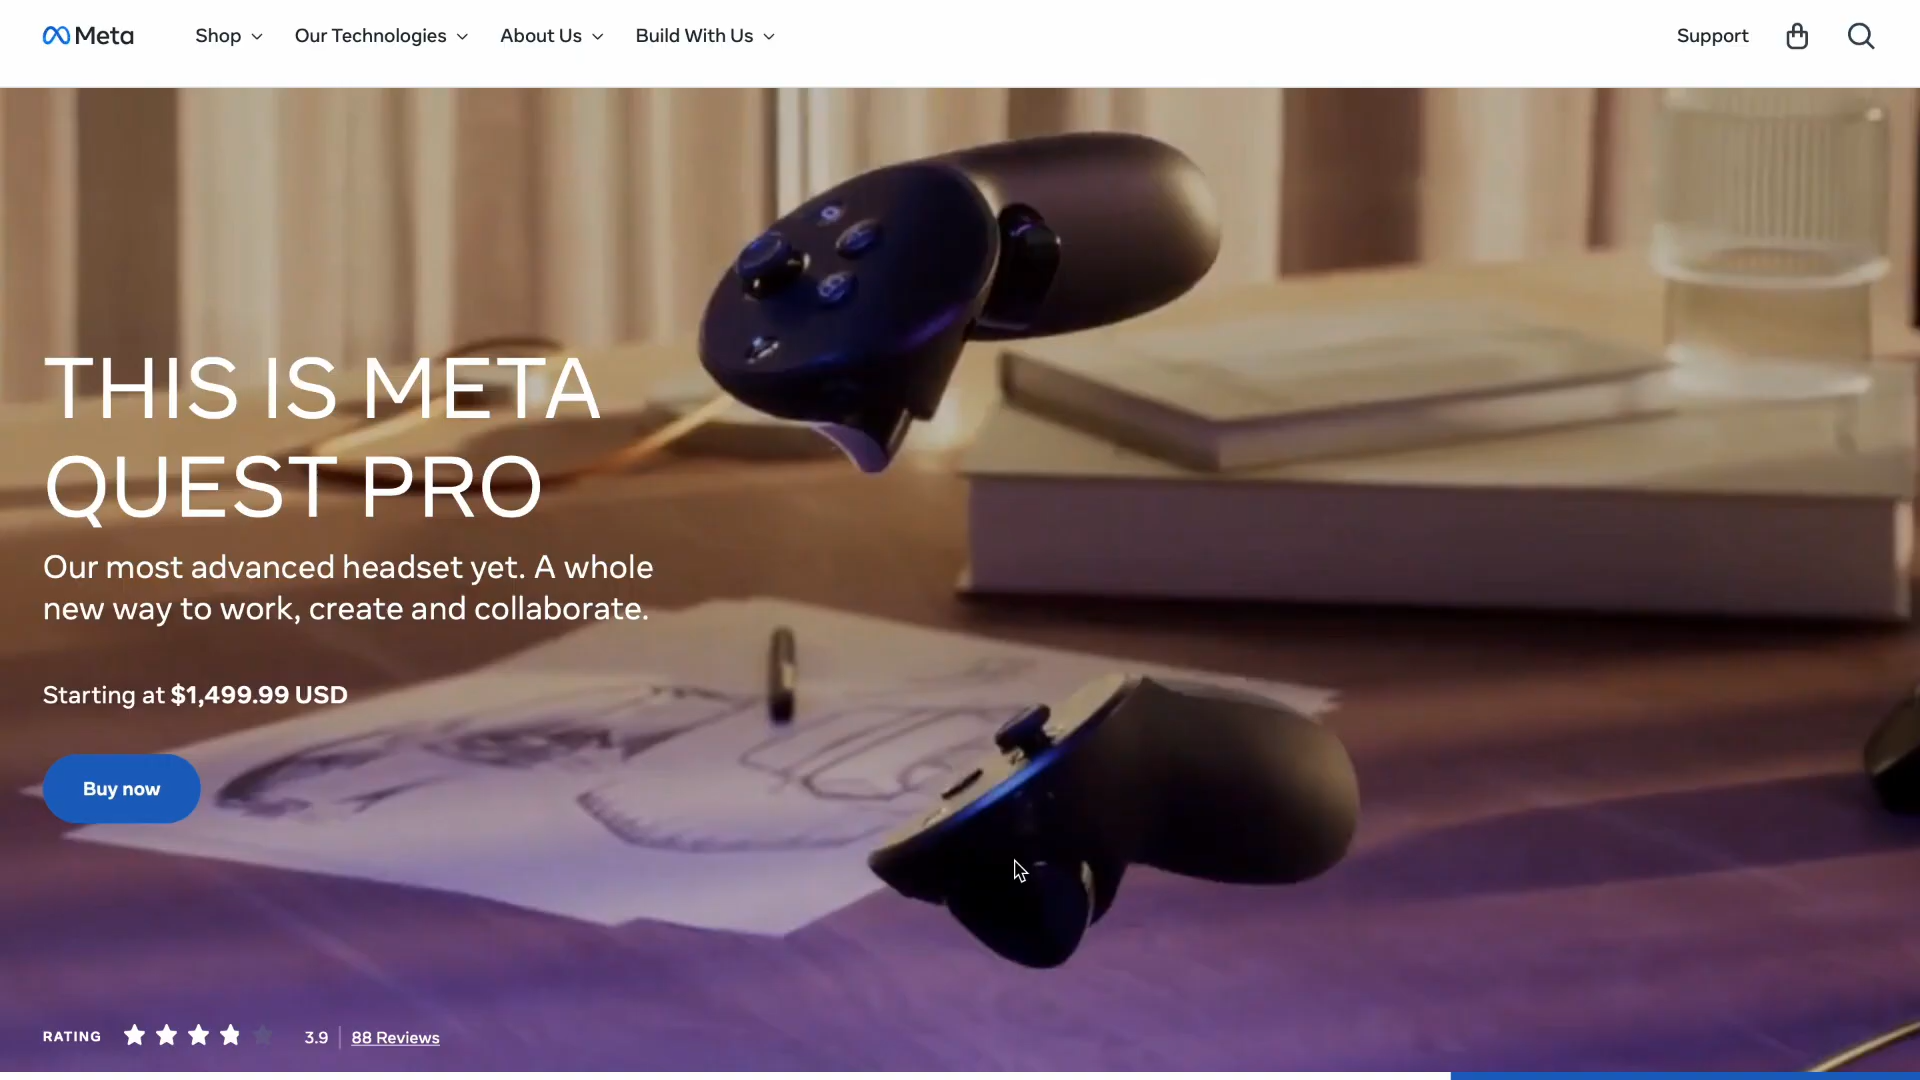 Meta
Shop
Our Technologies
About Us
Build With Us
Support
THIS IS META
QUEST PRO
Our most advanced headset yet. A whole
new way to work, create and collaborate.
Starting at $1,499.99 USD
Buy now
RATING
3.9
88 Reviews